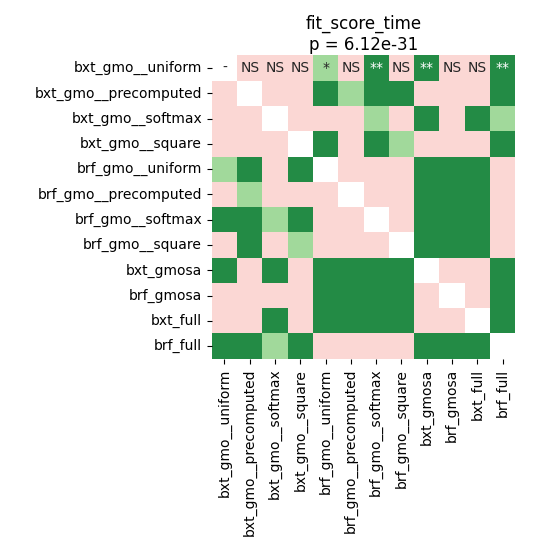 fit_score_time
p = 6.12e-31
bxt_gmo__uniform - NS NS NS * NS ** NS ** NS NS **
bxt_gmo__precomputed
bxt_gmo__softmax
bxt_gmo__square
brf_gmo__uniform
brf_gmo__precomputed
brf_gmo__softmax
brf_gmo__square
bxt_gmosa
brf_gmosa
bxt_full
brf_full
bxt_gmo__uniform
bxt_gmo__precomputed
bxt_gmo__softmax
bxt_gmo__square
brf_gmo__uniform
brf_gmo__precomputed
brf_gmo__softmax
brf_gmo__square
bxt_gmosa
brf_gmosa
bxt_full
brf_full